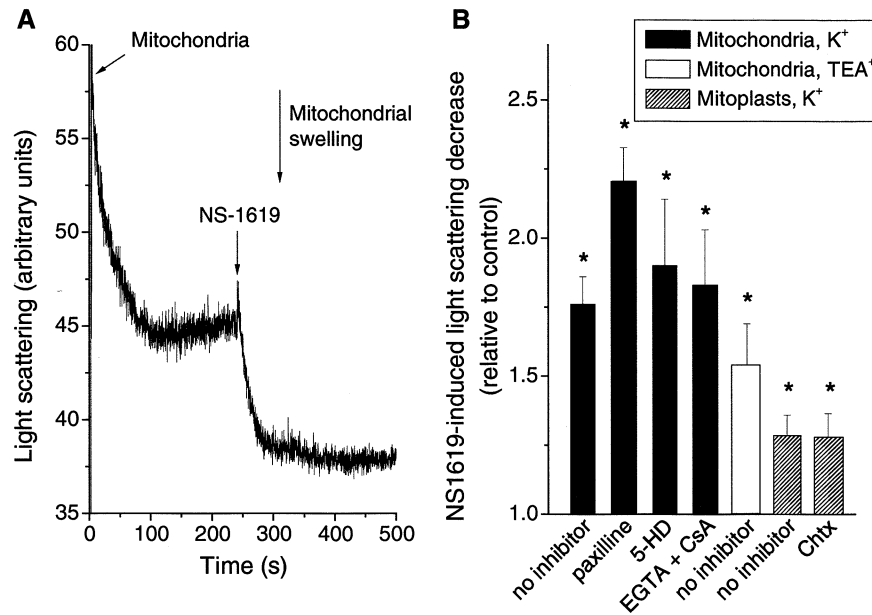 A
Mitochondria
Mitochondrial
swelling
NS-1619
Light scattering (arbitrary units)
60
55
50
45
40
35
0
100
200
300
400
500
Time (s)
B
Mitochondria, K+
Mitochondria, TEA+
Mitoplasts, K+
NS1619-induced light scattering decrease
(relative to control)
2.5
2.0
1.5
1.0
*
*
*
*
*
*
*
no inhibitor
paxilline
5-HD
EGTA + CsA
no inhibitor
no inhibitor
Chtx